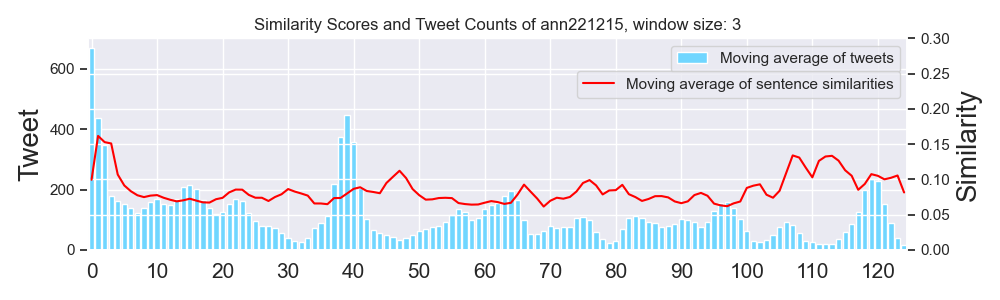 Similarity Scores and Tweet Counts of ann221215, window size: 3
Moving average of tweets
Moving average of sentence similarities
Tweet
600
400
200
0
0.30
0.25
0.20
0.15
0.10
0.05
0.00
Similarity
0 10 20 30 40 50 60 70 80 90 100 110 120